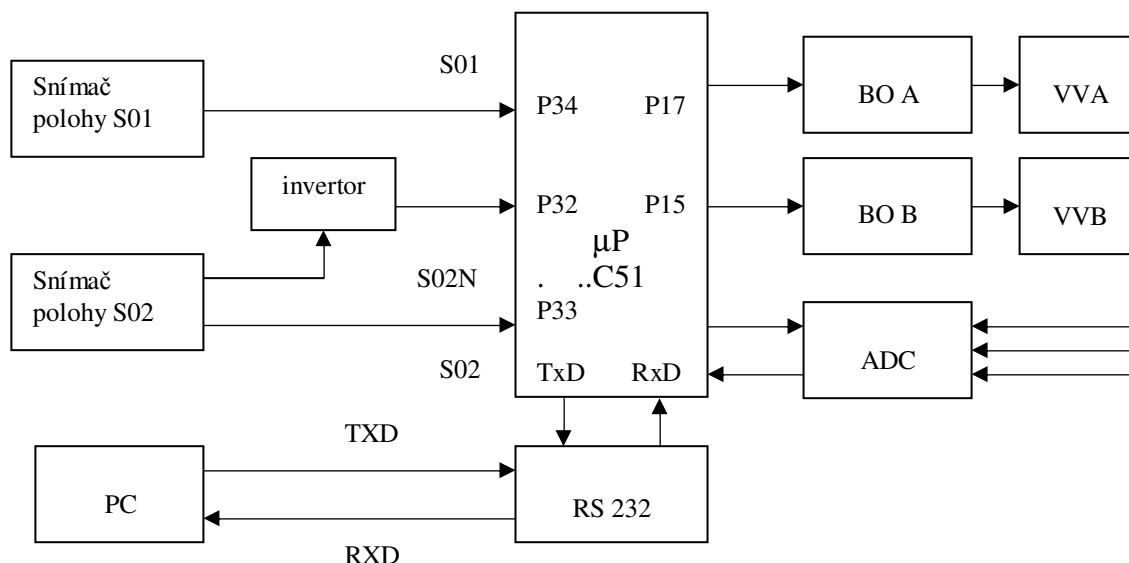 Snímač
polohy S01
S01
P34
P17
BO A
VVA
invertor
P32
P15
BO B
VVB
µP
. ..C51
Snímač
polohy S02
S02N
P33
ADC
S02
TxD
RxD
TXD
PC
RS 232
RXD